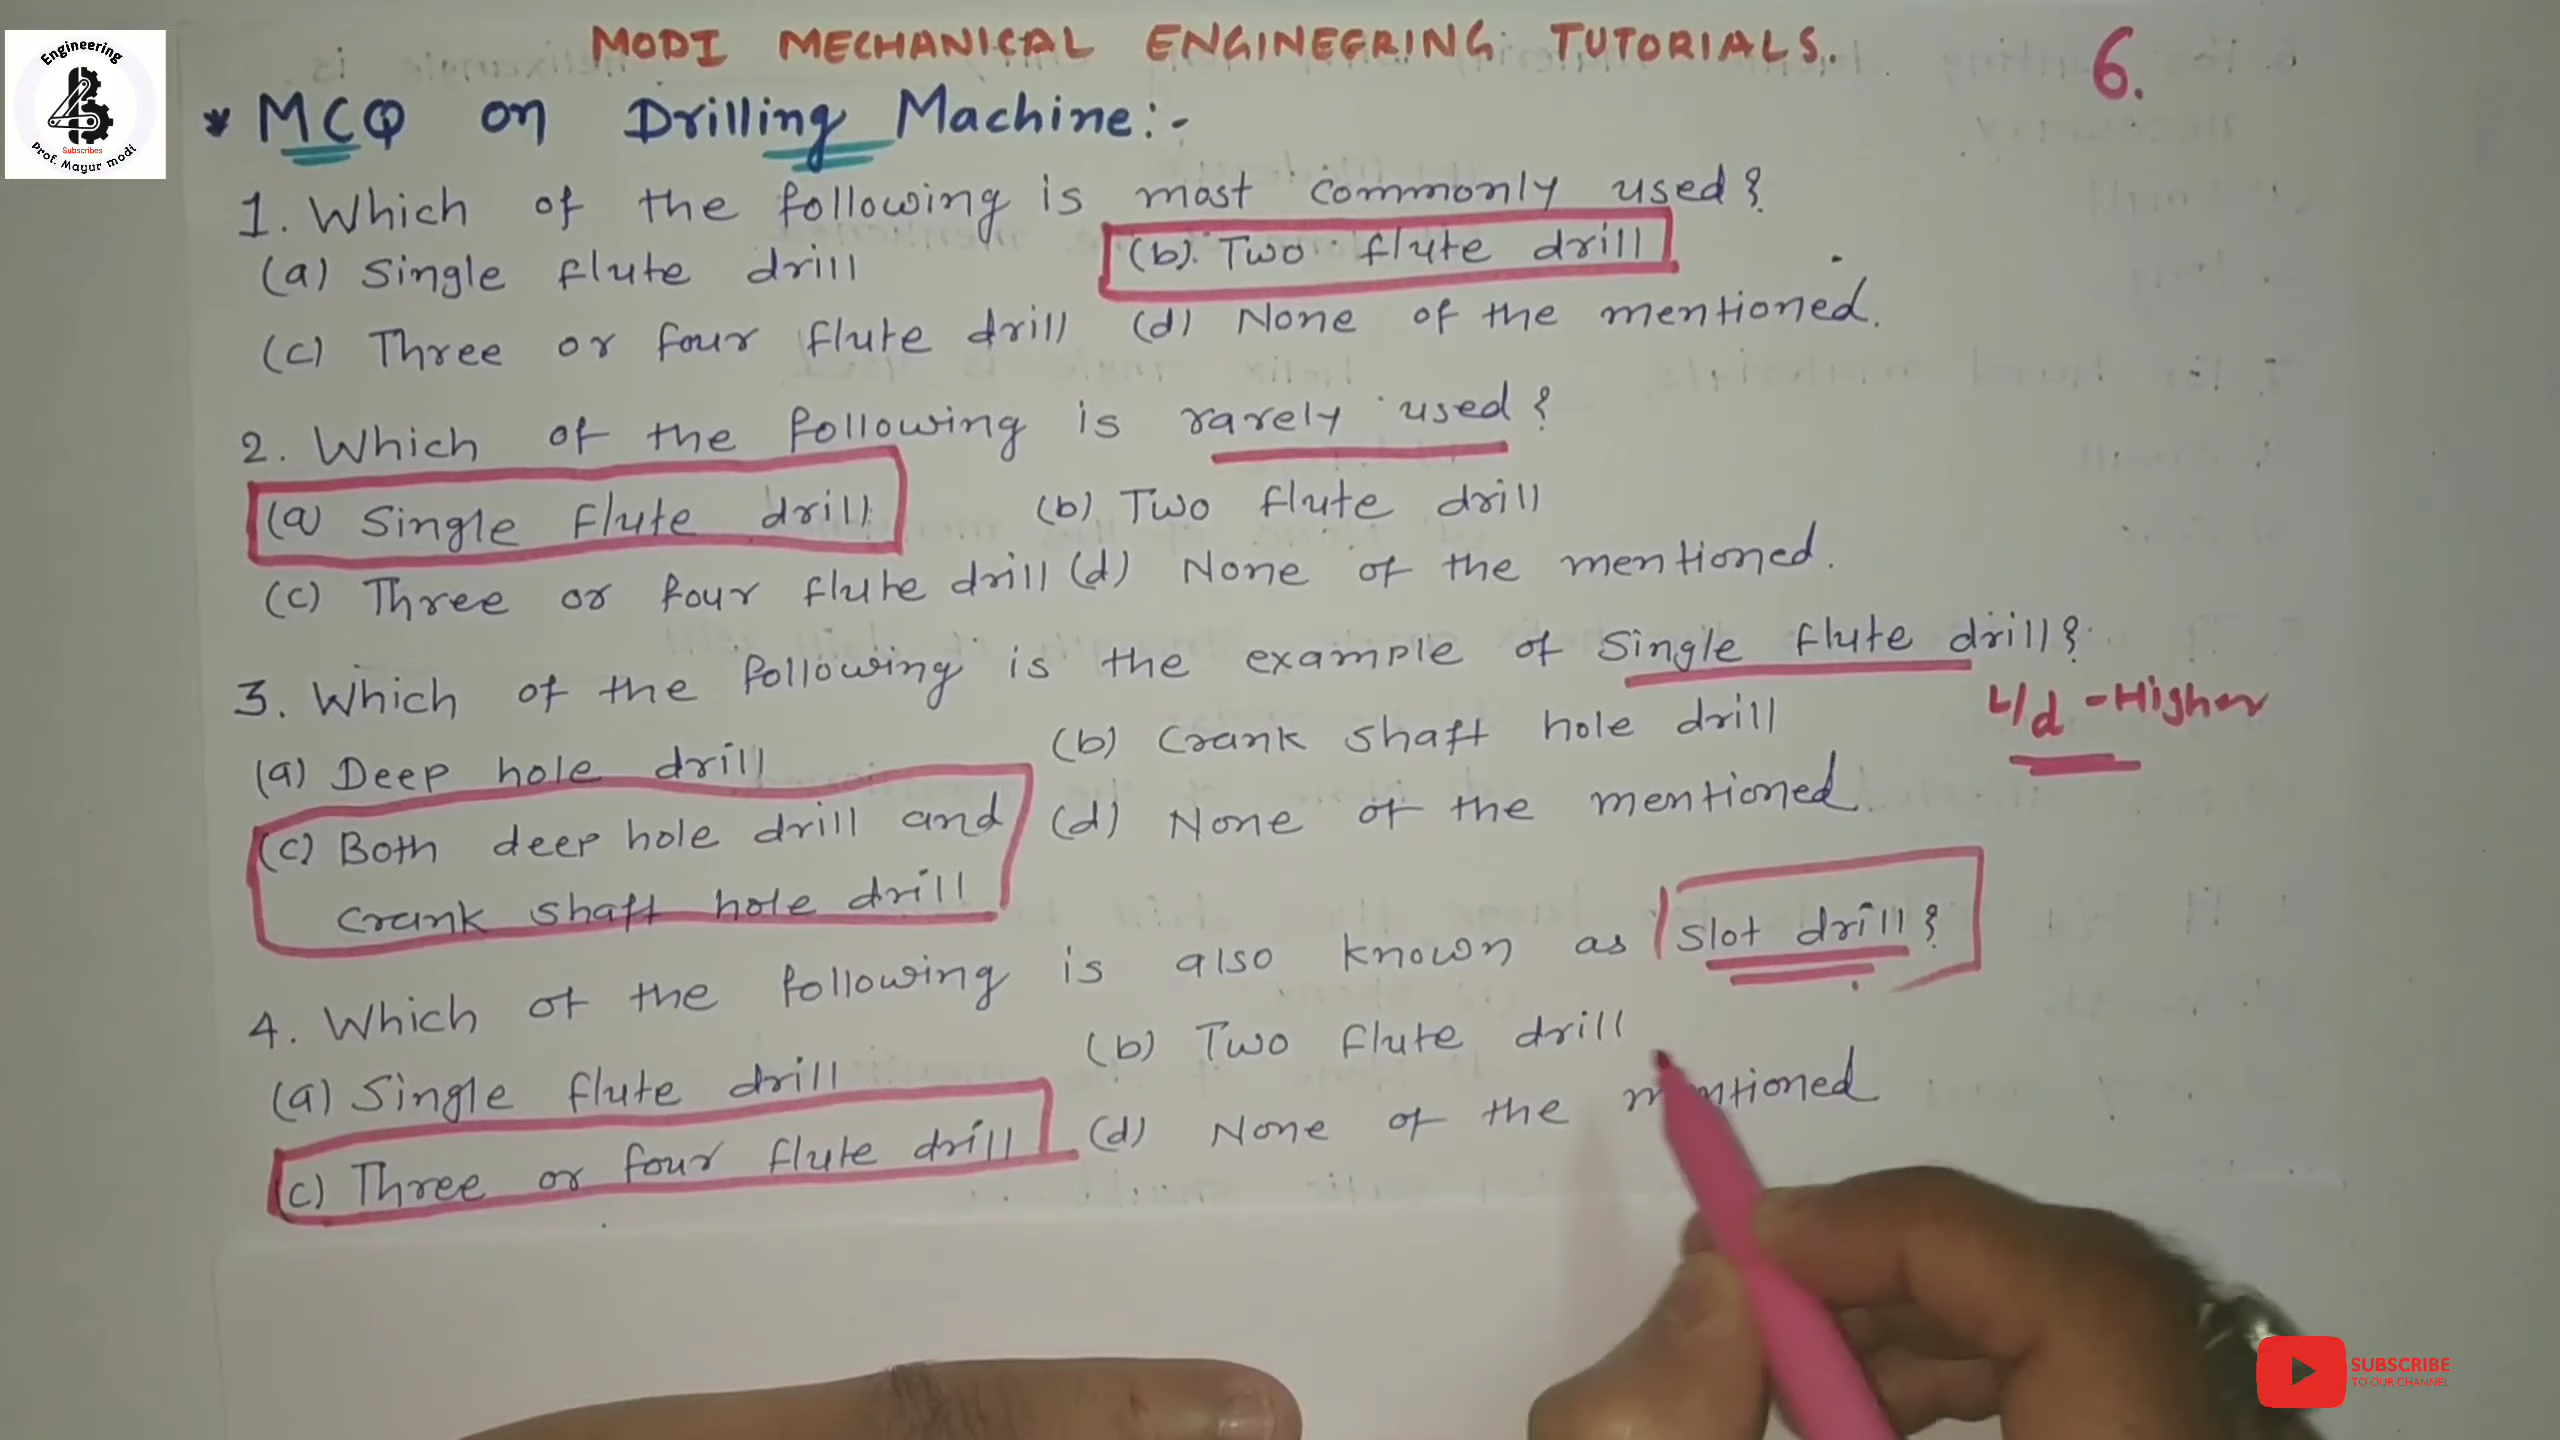 Engineering
Subscribes
Prof. Mayur modi
MODI MECHANICAL ENGINEERING TUTORIALS.
6.
* MCQ on Drilling Machine:-
1. Which of the following is most commonly used?
(a) Single flute drill (b). Two flute drill
(c) Three or four flute drill (d) None of the mentioned.
2. Which of the following is rarely used?
(a) Single flute drill (b) Two flute drill
(c) Three or four flute drill (d) None of the mentioned.
3. Which of the following is the example of Single flute drill?
L/d - Higher
(a) Deep hole drill (b) Crank shaft hole drill
(c) Both deep hole drill and (d) None of the mentioned
crank shaft hole drill
4. Which of the following is also known as slot drill?
(a) Single flute drill (b) Two flute drill
(c) Three or four flute drill (d) None of the mentioned
SUBSCRIBE
TO OUR CHANNEL